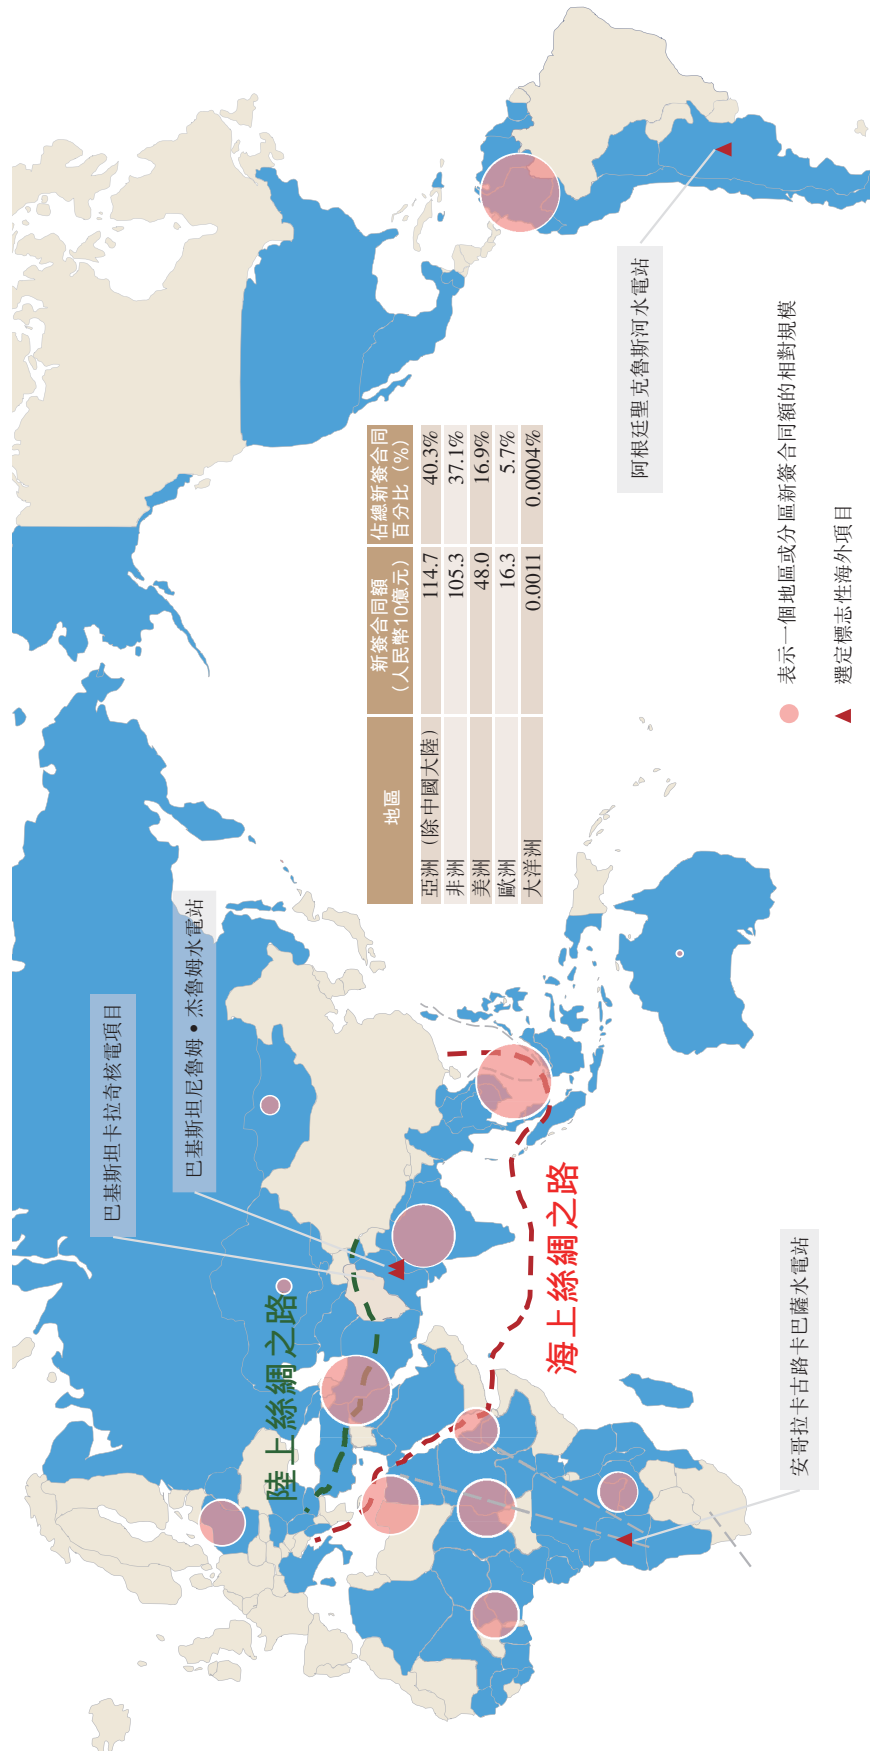 巴基斯坦卡拉奇核電項目
巴基斯坦尼魯姆•杰魯姆水電站
陸上絲綢之路
地區
新簽合同額
（人民幣10億元）
佔總新簽合同
百分比（%）
亞洲（除中國大陸） 114.7 40.3%
非洲 105.3 37.1%
美洲 48.0 16.9%
歐洲 16.3 5.7%
大洋洲 0.0011 0.0004%
海上絲綢之路
阿根廷聖克魯斯河水電站
安哥拉卡古路卡巴薩水電站
表示一個地區或分區新簽合同額的相對規模
選定標志性海外項目